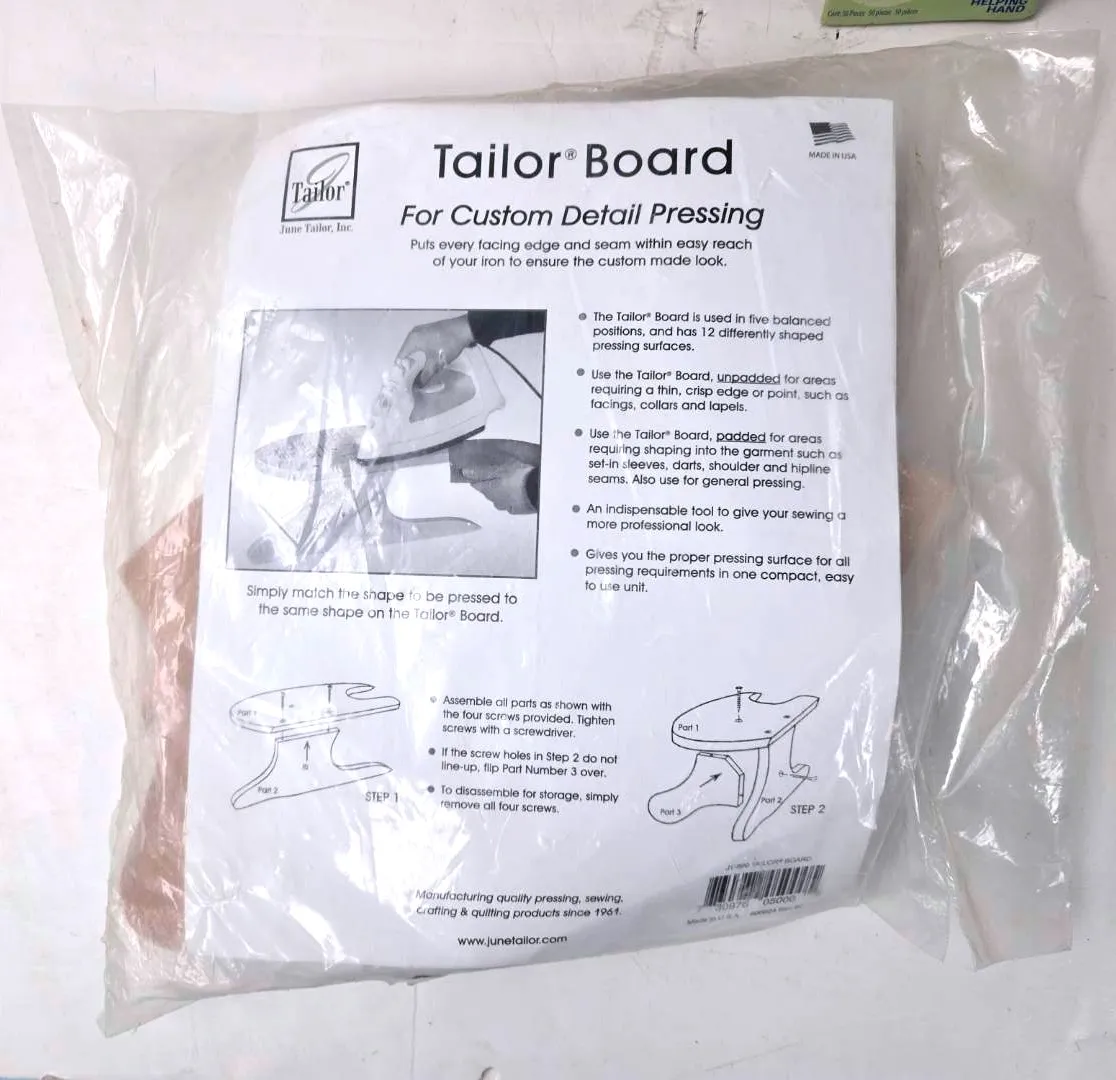 HELPING
HAND
Tailor®
June Tailor, Inc.
Tailor® Board
MADE IN USA
For Custom Detail Pressing
Puts every facing edge and seam within easy reach
of your iron to ensure the custom made look.
The Tailor® Board is used in five balanced
positions, and has 12 differently shaped
pressing surfaces.
Use the Tailor® Board, unpadded for areas
requiring a thin, crisp edge or point, such as
facings, collars and lapels.
Use the Tailor® Board, padded for areas
requiring shaping into the garment such as
set-in sleeves, darts, shoulder and hipline
seams. Also use for general pressing.
An indispensable tool to give your sewing a
more professional look.
Gives you the proper pressing surface for all
pressing requirements in one compact, easy
to use unit.
Simply match the shape to be pressed to
the same shape on the Tailor® Board.
Part 1
Part 2
STEP 1
Assemble all parts as shown with
the four screws provided. Tighten
screws with a screwdriver.
If the screw holes in Step 2 do not
line-up, flip Part Number 3 over.
To disassemble for storage, simply
remove all four screws.
Part 1
Part 3
Part 2
STEP 2
TAILOR® BOARD
05000
Made in U.S.A.
Manufacturing quality pressing, sewing,
crafting & quilting products since 1961.
www.junetailor.com